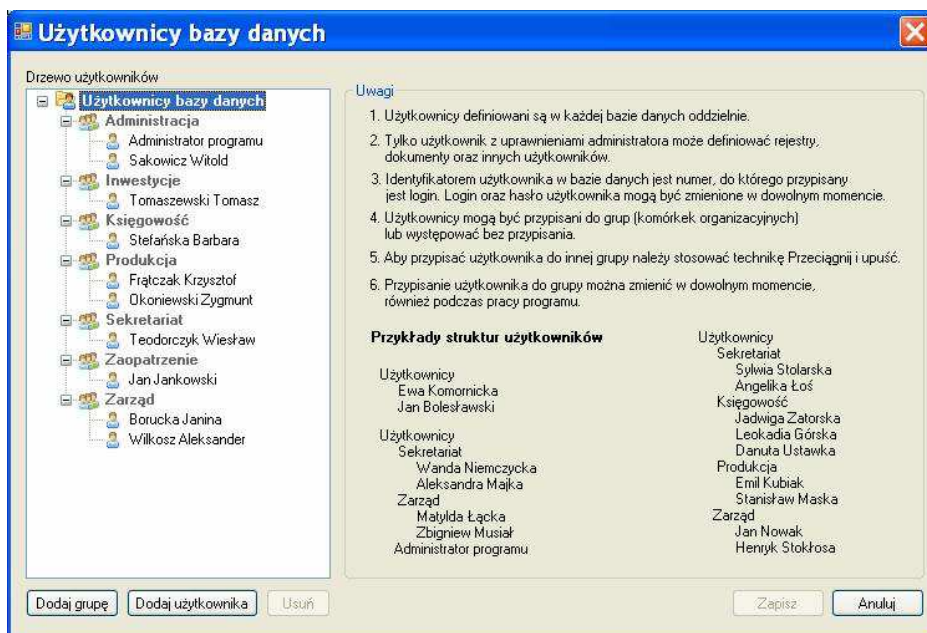 Użytkownicy bazy danych
Drzewo użytkowników
Użytkownicy bazy danych
Administracja
Administrator programu
Sakowicz Witold
Inwestycje
Tomaszewski Tomasz
Księgowość
Stefańska Barbara
Produkcja
Frątczak Krzysztof
Okoniewski Zygmunt
Sekretariat
Teodorczyk Wiesław
Zaopatrzenie
Jan Jankowski
Zarząd
Borucka Janina
Wilkosz Aleksander
Uwagi
1. Użytkownicy definiowani są w każdej bazie danych oddzielnie.
2. Tylko użytkownik z uprawnieniami administratora może definiować rejestry,
dokumenty oraz innych użytkowników.
3. Identyfikatorem użytkownika w bazie danych jest numer, do którego przypisany
jest login. Login oraz hasło użytkownika mogą być zmienione w dowolnym momencie.
4. Użytkownicy mogą być przypisani do grup (komórkek organizacyjnych)
lub występować bez przypisania.
5. Aby przypisać użytkownika do innej grupy należy stosować technikę Przeciągnij i upuść.
6. Przypisanie użytkownika do grupy można zmienić w dowolnym momencie,
również podczas pracy programu.
Przykłady struktur użytkowników
Użytkownicy
Ewa Komornicka
Jan Bolesławski
Użytkownicy
Sekretariat
Wanda Niemczycka
Aleksandra Majka
Zarząd
Matylda Łącka
Zbigniew Musiał
Administrator programu
Użytkownicy
Sekretariat
Sylwia Stolarska
Angelika Łoś
Księgowość
Jadwiga Zatorska
Leokadia Górska
Danuta Ustawka
Produkcja
Emil Kubiak
Stanisław Maska
Zarząd
Jan Nowak
Henryk Stokłosa
Dodaj grupę
Dodaj użytkownika
Usuń
Zapisz
Anuluj